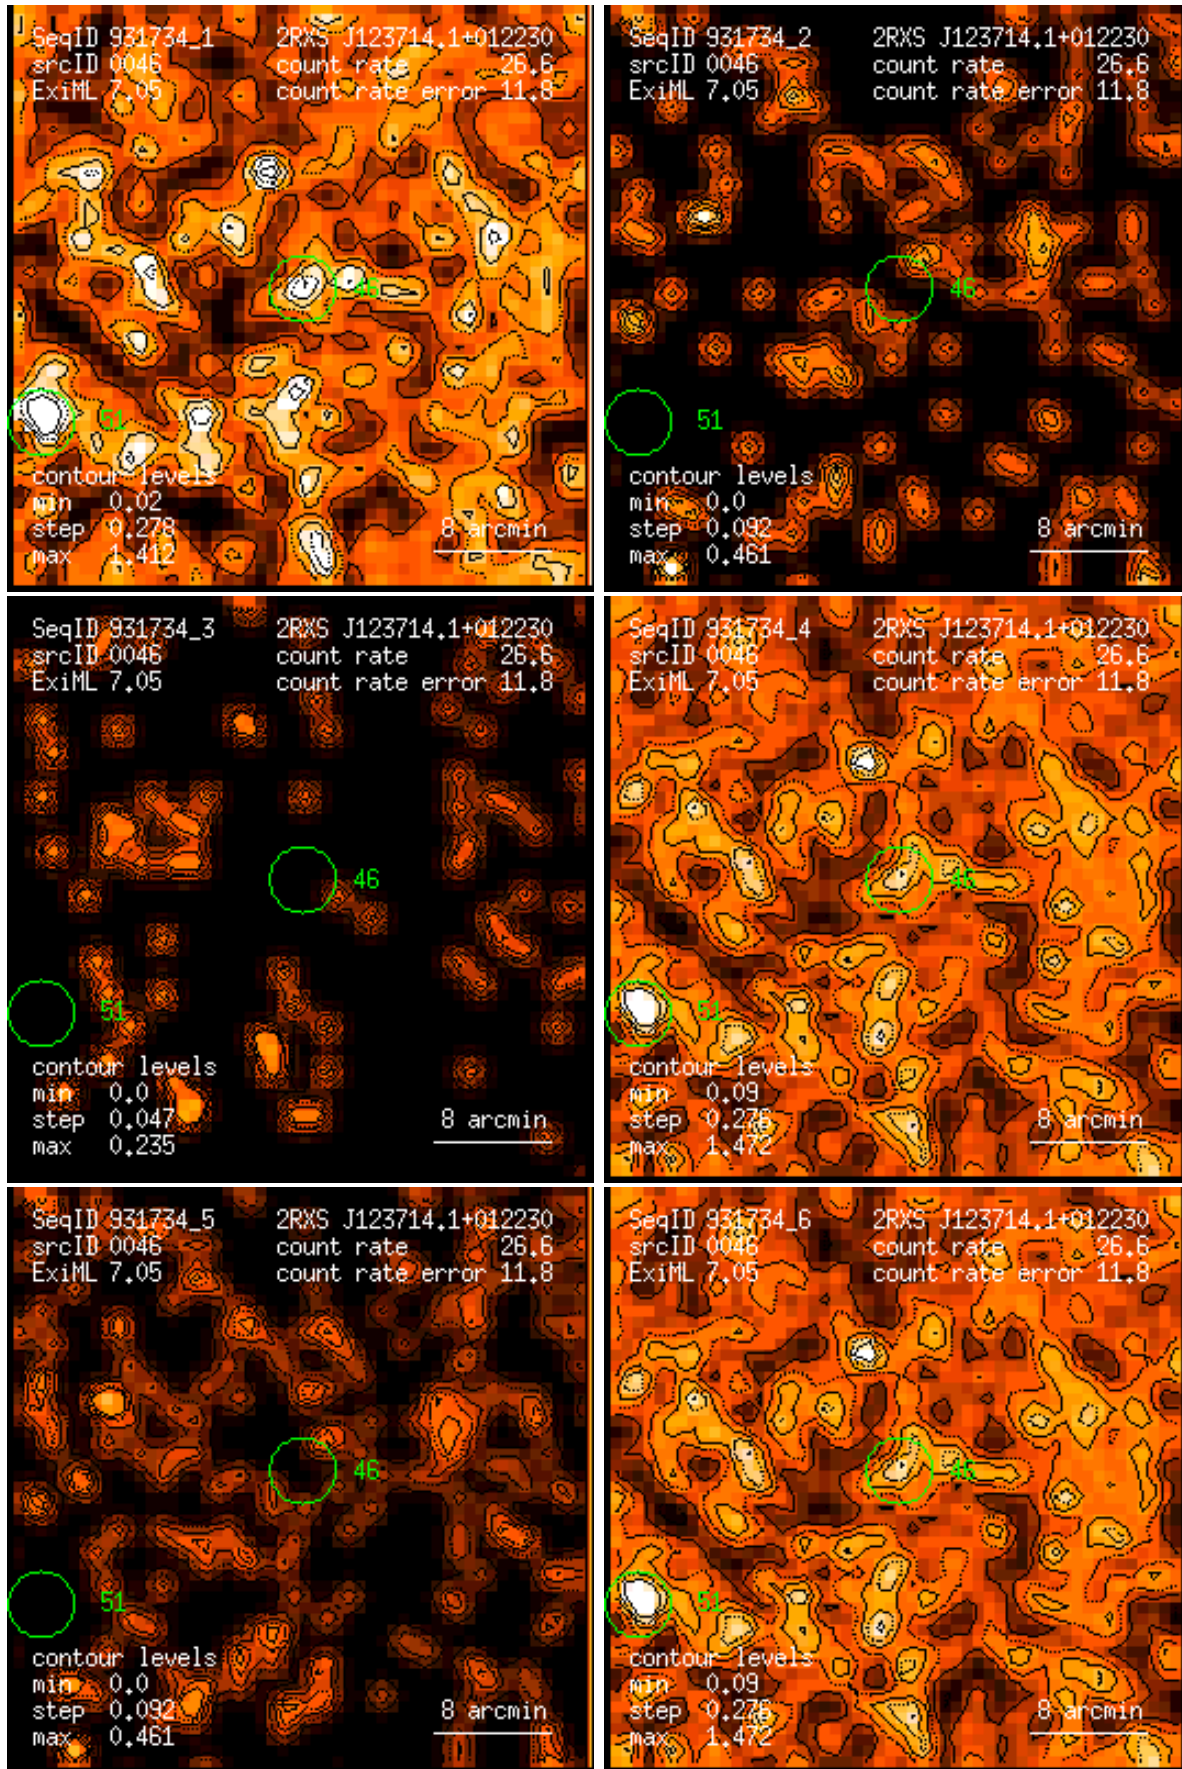 SeqID 931734_1 2RXS J123714.1+012230
srcID 0046 count rate 26.6
ExiML 7.05 count rate error 11.8
46
51
contour levels
min 0.02
step 0.278 8 arcmin
max 1.412
SeqID 931734_2 2RXS J123714.1+012230
srcID 0046 count rate 26.6
ExiML 7.05 count rate error 11.8
46
51
contour levels
min 0.0
step 0.092 8 arcmin
max 0.461
SeqID 931734_3 2RXS J123714.1+012230
srcID 0046 count rate 26.6
ExiML 7.05 count rate error 11.8
46
51
contour levels
min 0.0
step 0.047 8 arcmin
max 0.235
SeqID 931734_4 2RXS J123714.1+012230
srcID 0046 count rate 26.6
ExiML 7.05 count rate error 11.8
46
51
contour levels
min 0.09
step 0.276 8 arcmin
max 1.472
SeqID 931734_5 2RXS J123714.1+012230
srcID 0046 count rate 26.6
ExiML 7.05 count rate error 11.8
46
51
contour levels
min 0.0
step 0.092 8 arcmin
max 0.461
SeqID 931734_6 2RXS J123714.1+012230
srcID 0046 count rate 26.6
ExiML 7.05 count rate error 11.8
46
51
contour levels
min 0.09
step 0.276 8 arcmin
max 1.472